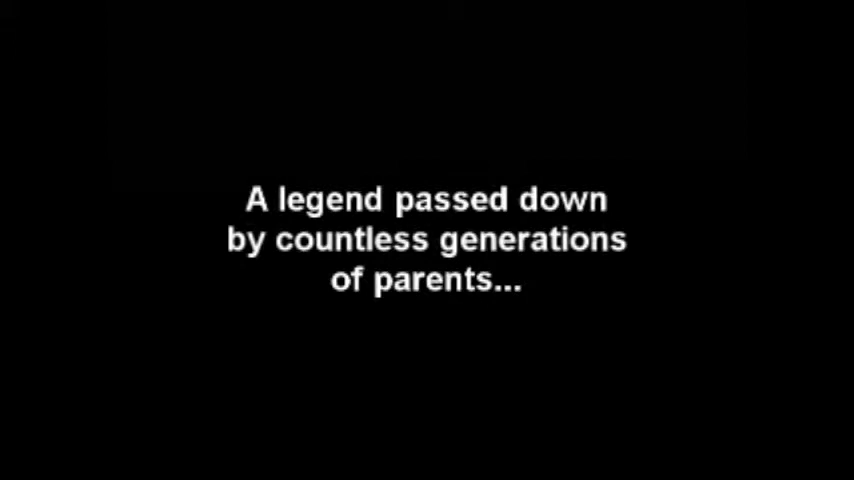 A legend passed down
by countless generations
of parents...